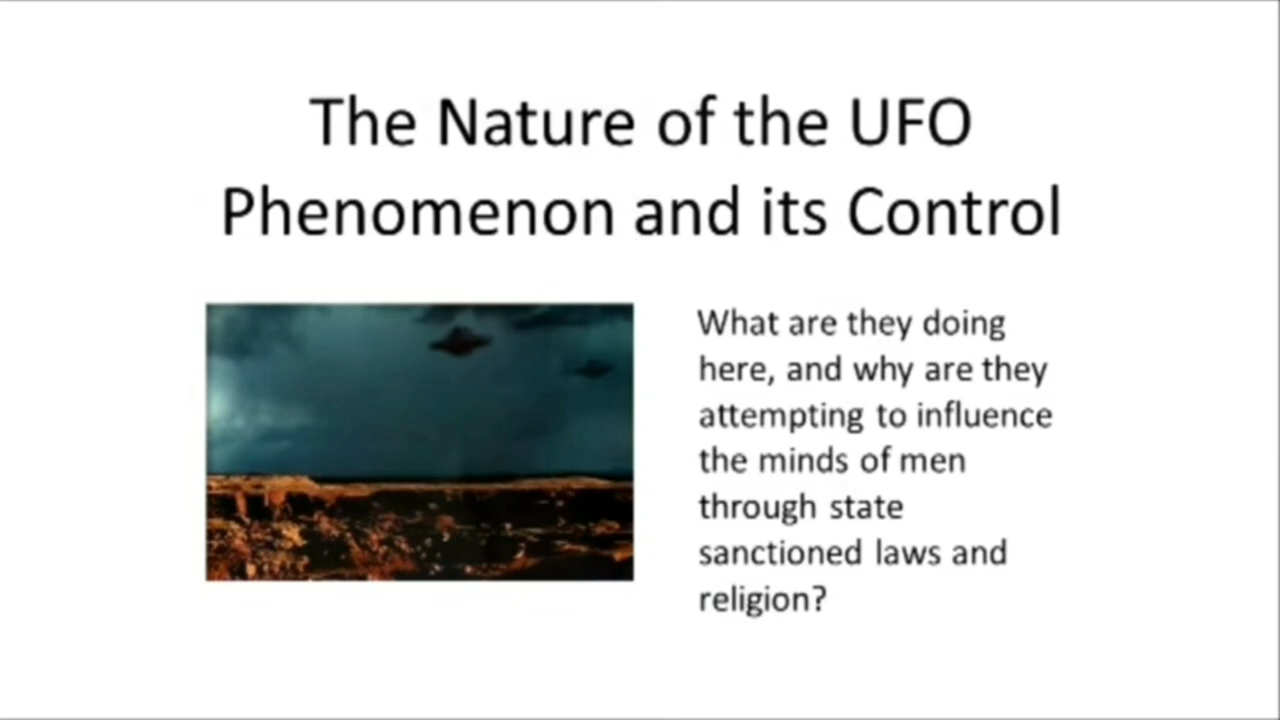 The Nature of the UFO
Phenomenon and its Control
What are they doing
here, and why are they
attempting to influence
the minds of men
through state
sanctioned laws and
religion?